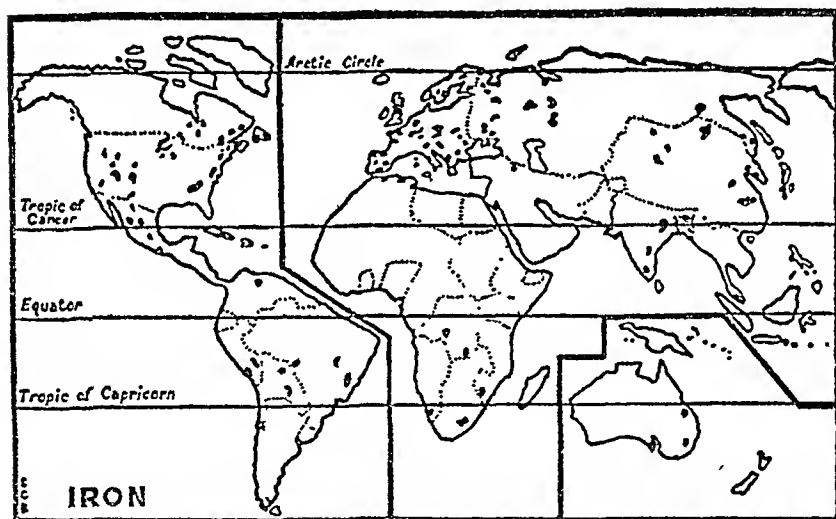 Arctic Circle
Tropic of
Cancer
Equator
Tropic of Capricorn
IRON